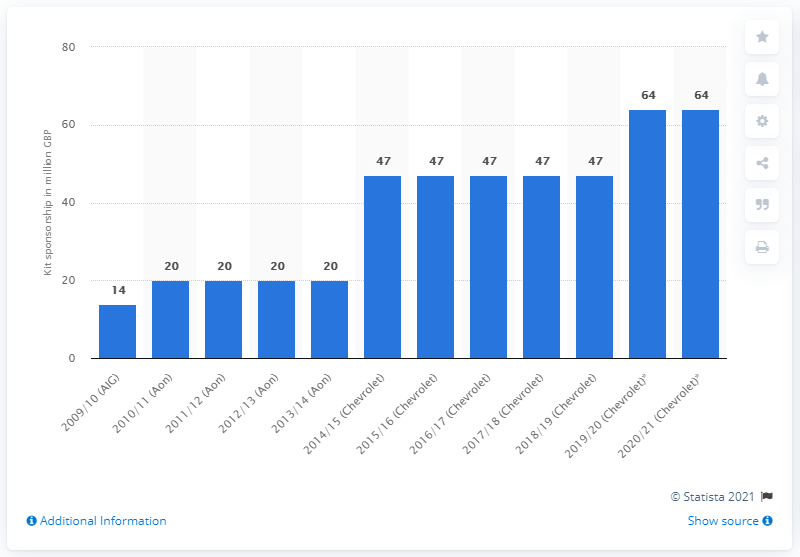 80
60
40
20
0
Kit sponsorship in million GBP
14
20
20
20
20
47
47
47
47
47
64
64
2009/10 (AIG)
2010/11 (Aon)
2011/12 (Aon)
2012/13 (Aon)
2013/14 (Aon)
2014/15 (Chevrolet)
2015/16 (Chevrolet)
2016/17 (Chevrolet)
2017/18 (Chevrolet)
2018/19 (Chevrolet)
2019/20 (Chevrolet)*
2020/21 (Chevrolet)*
© Statista 2021
Additional Information
Show source